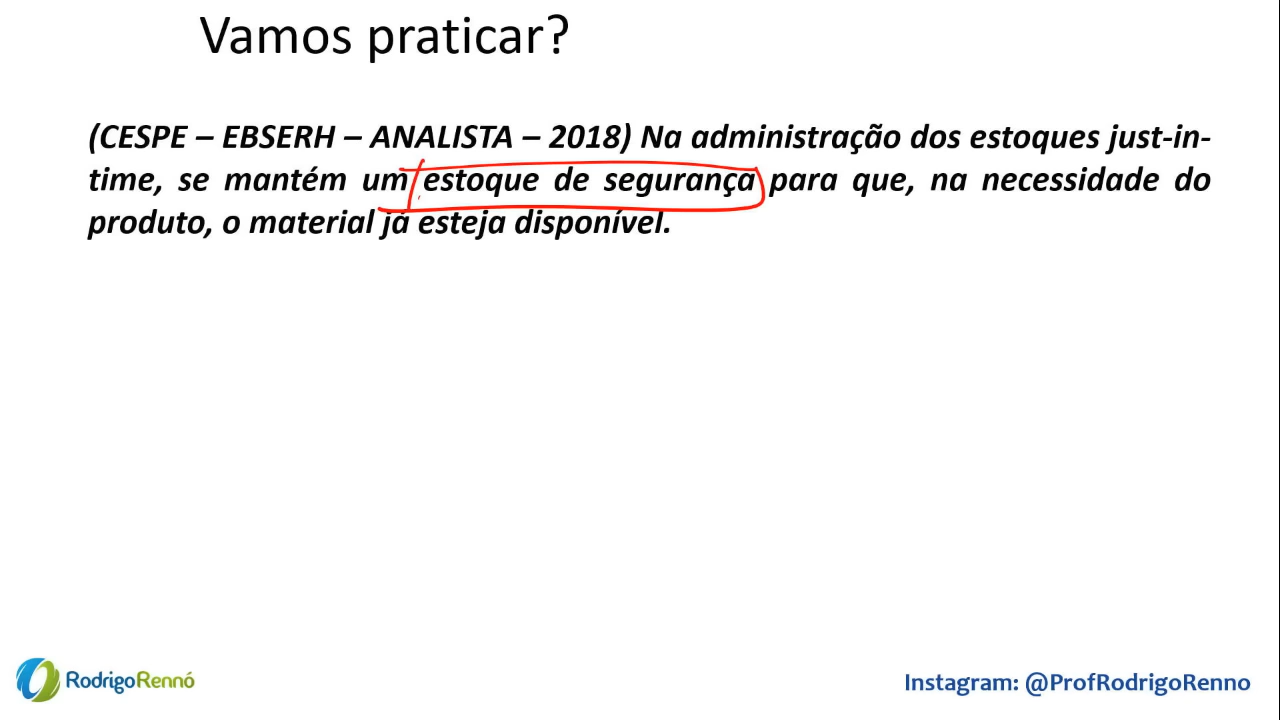 Vamos praticar?
(CESPE – EBSERH – ANALISTA – 2018) Na administração dos estoques just-in-
time, se mantém um estoque de segurança para que, na necessidade do
produto, o material já esteja disponível.
RodrigoRennó
Instagram: @ProfRodrigoRenno